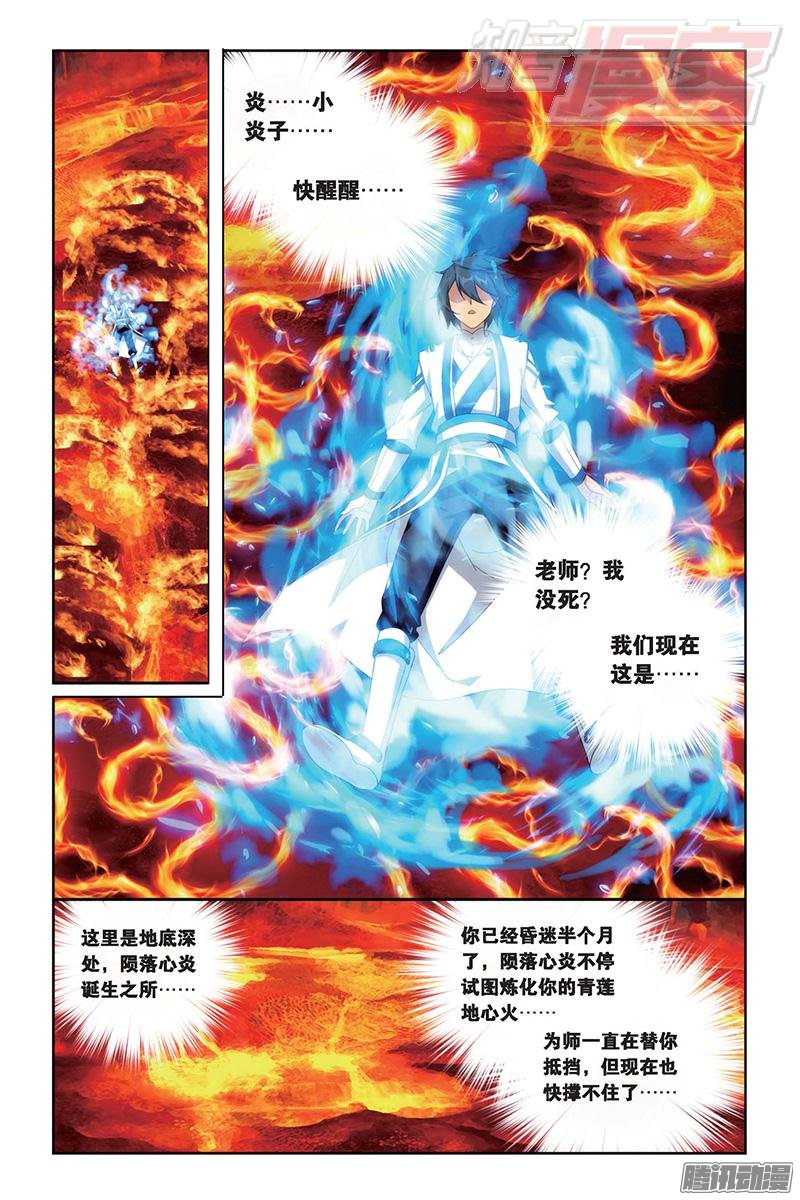 知音漫客
炎……小
炎子……
快醒醒……
老师？我
没死？
我们现在
这是……
这里是地底深
处，陨落心炎
诞生之所……
你已经昏迷半个月
了，陨落心炎不停
试图炼化你的青莲
地心火……
为师一直在替你
抵挡，但现在也
快撑不住了……
腾讯动漫